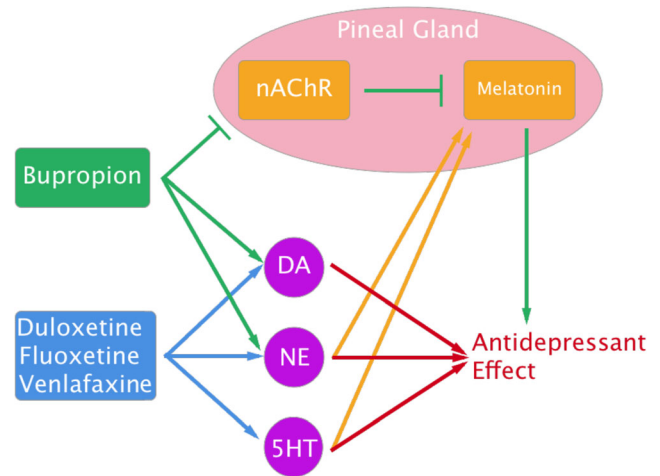 Pineal Gland
nAChR
Melatonin
Bupropion
DA
Duloxetine
Fluoxetine
Venlafaxine
NE
Antidepressant
Effect
5HT